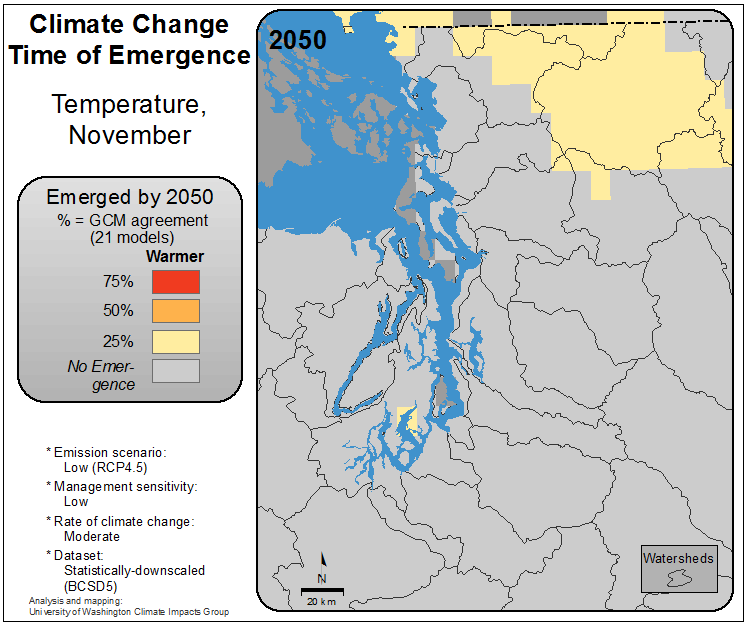 Climate Change
Time of Emergence
Temperature,
November
Emerged by 2050
% = GCM agreement
(21 models)
Warmer
75%
50%
25%
No Emer-
gence
* Emission scenario:
Low (RCP4.5)
* Management sensitivity:
Low
* Rate of climate change:
Moderate
* Dataset:
Statistically-downscaled
(BCSD5)
Analysis and mapping:
University of Washington Climate Impacts Group
2050
N
20 km
Watersheds